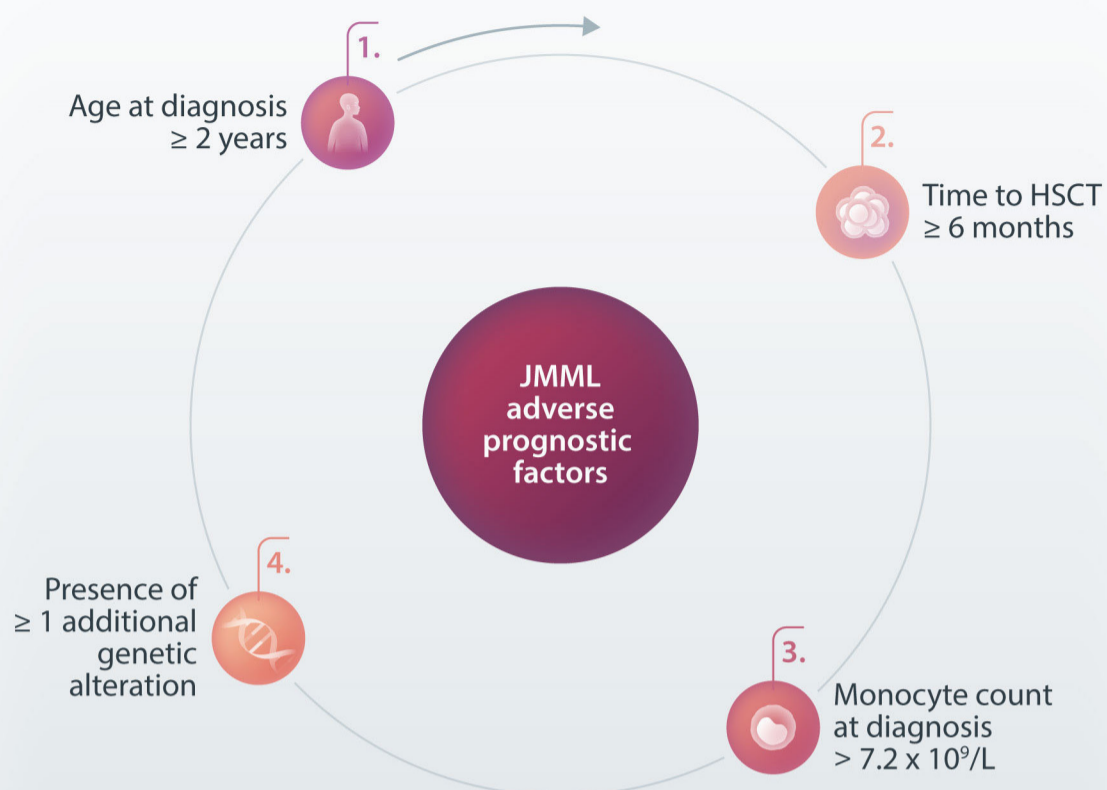 1.
Age at diagnosis
≥ 2 years
2.
Time to HSCT
≥ 6 months
JMML
adverse
prognostic
factors
3.
Monocyte count
at diagnosis
> 7.2 x 10⁹/L
4.
Presence of
≥ 1 additional
genetic
alteration